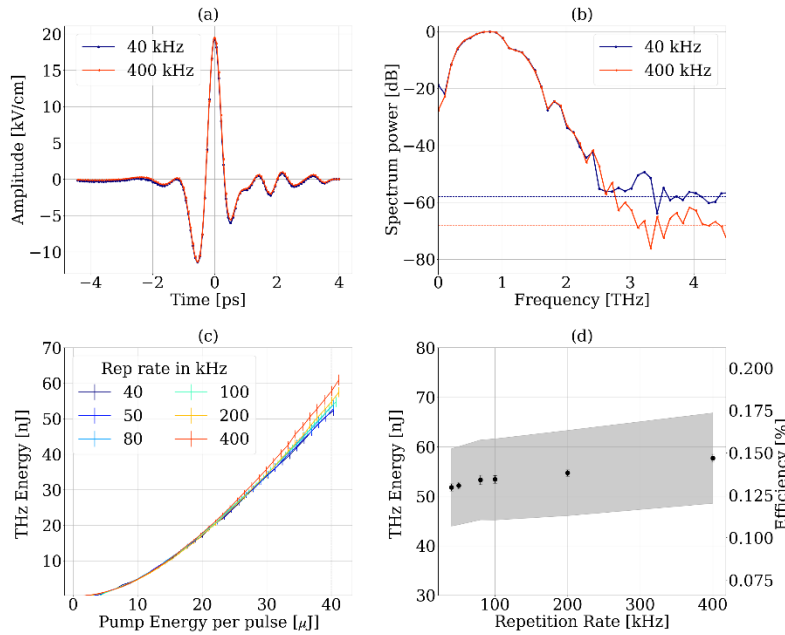 (a)
20
15
10
5
0
−5
−10
Amplitude [kV/cm]
40 kHz
400 kHz
−4 −2 0 2 4
Time [ps]
(b)
−0
−20
−40
−60
−80
Spectrum power [dB]
40 kHz
400 kHz
0 1 2 3 4
Frequency [THz]
(c)
70
60
50
40
30
20
10
THz Energy [nJ]
Rep rate in kHz
40 100
50 200
80 400
0 10 20 30 40
Pump Energy per pulse [μJ]
(d)
80
70
60
50
40
30
THz Energy [nJ]
0.200
0.175
0.150
0.125
0.100
0.075
Efficiency [%]
100 200 300 400
Repetition Rate [kHz]